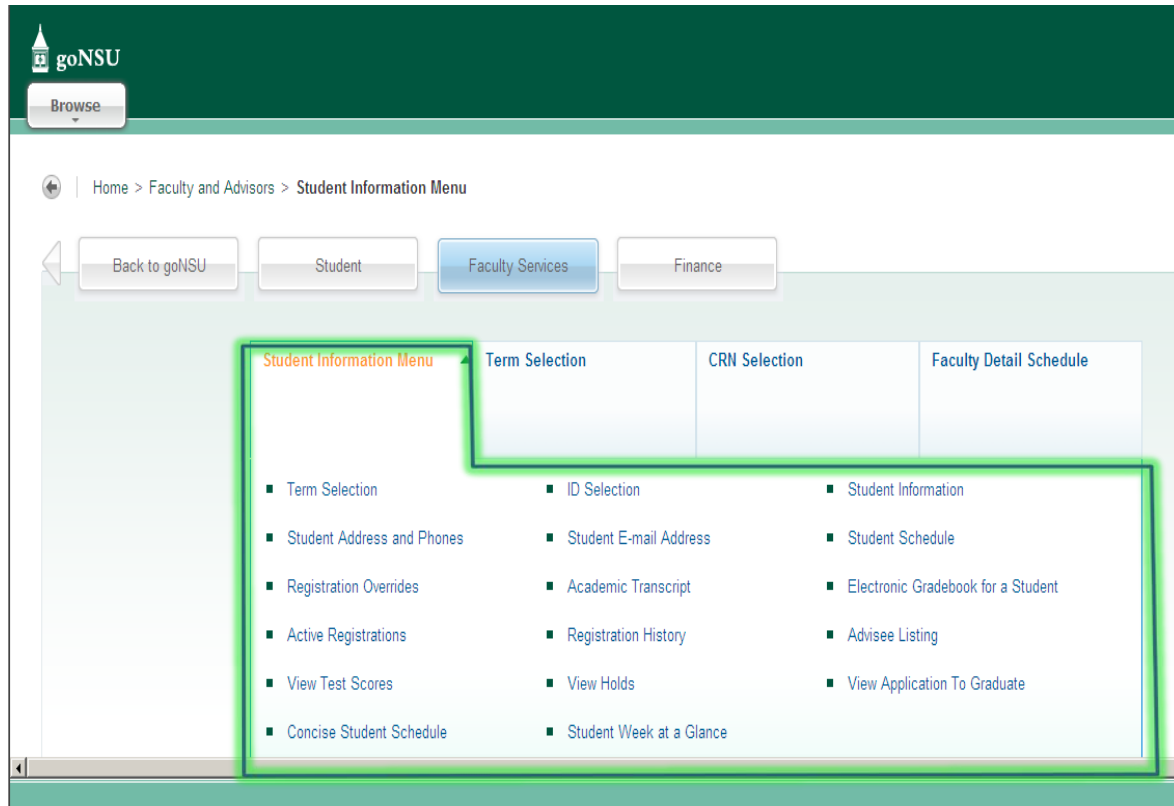 goNSU
Browse
Home > Faculty and Advisors > Student Information Menu
Back to goNSU Student Faculty Services Finance
Student Information Menu Term Selection CRN Selection Faculty Detail Schedule
Term Selection ID Selection Student Information
Student Address and Phones Student E-mail Address Student Schedule
Registration Overrides Academic Transcript Electronic Gradebook for a Student
Active Registrations Registration History Advisee Listing
View Test Scores View Holds View Application To Graduate
Concise Student Schedule Student Week at a Glance